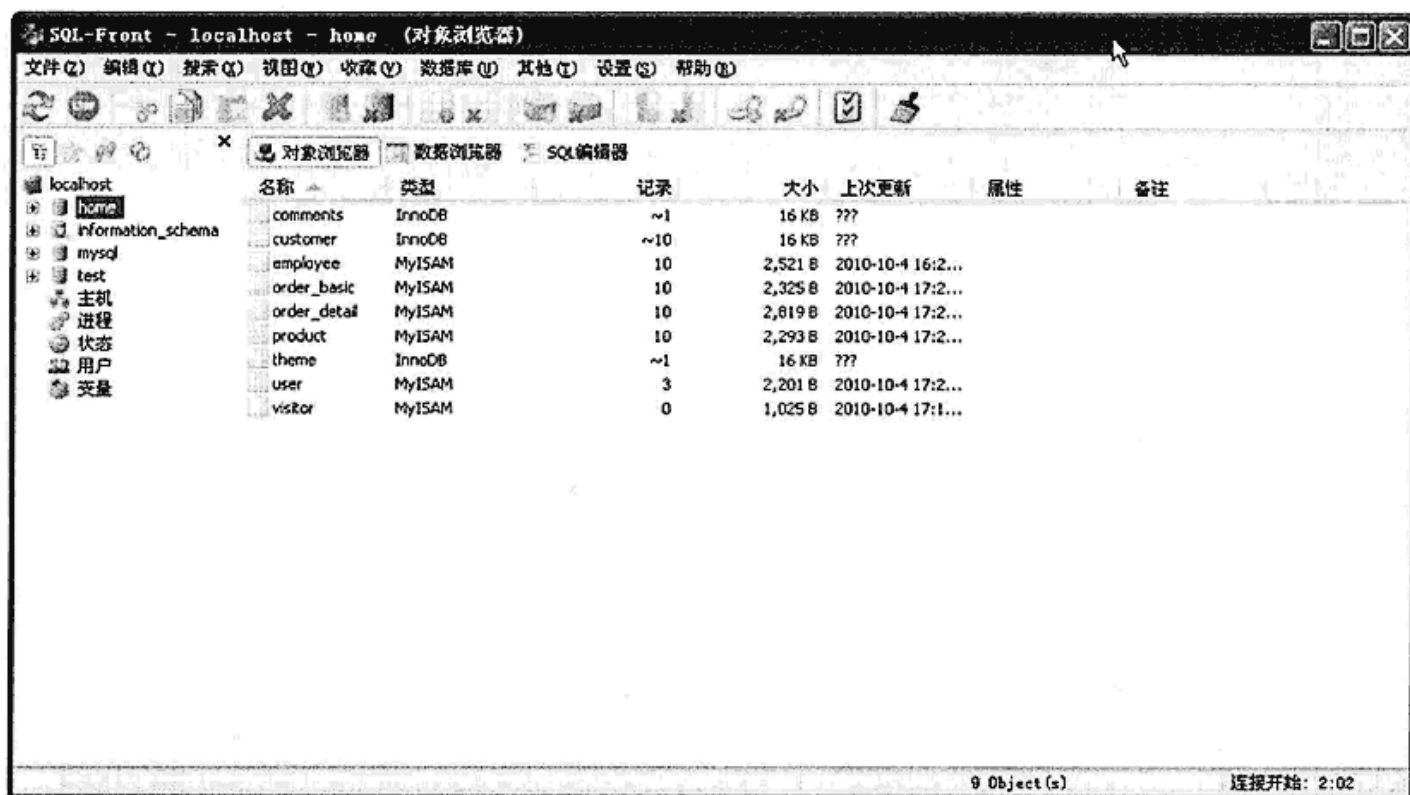 SQL-Front - localhost - home (对象浏览器)
文件(Z) 编辑(Y) 搜索(X) 视图(W) 收藏(V) 数据库(U) 其他(T) 设置(S) 帮助(R)
对象浏览器 数据浏览器 SQL编辑器
localhost
home
information_schema
mysql
test
主机
进程
状态
用户
变量
名称 类型 记录 大小 上次更新 属性 备注
comments InnoDB ~1 16 KB ???
customer InnoDB ~10 16 KB ???
employee MyISAM 10 2,521 B 2010-10-4 16:2...
order_basic MyISAM 10 2,325 B 2010-10-4 17:2...
order_detail MyISAM 10 2,819 B 2010-10-4 17:2...
product MyISAM 10 2,293 B 2010-10-4 17:2...
theme InnoDB ~1 16 KB ???
user MyISAM 3 2,201 B 2010-10-4 17:2...
visitor MyISAM 0 1,025 B 2010-10-4 17:1...
9 Object(s) 连接开始: 2:02